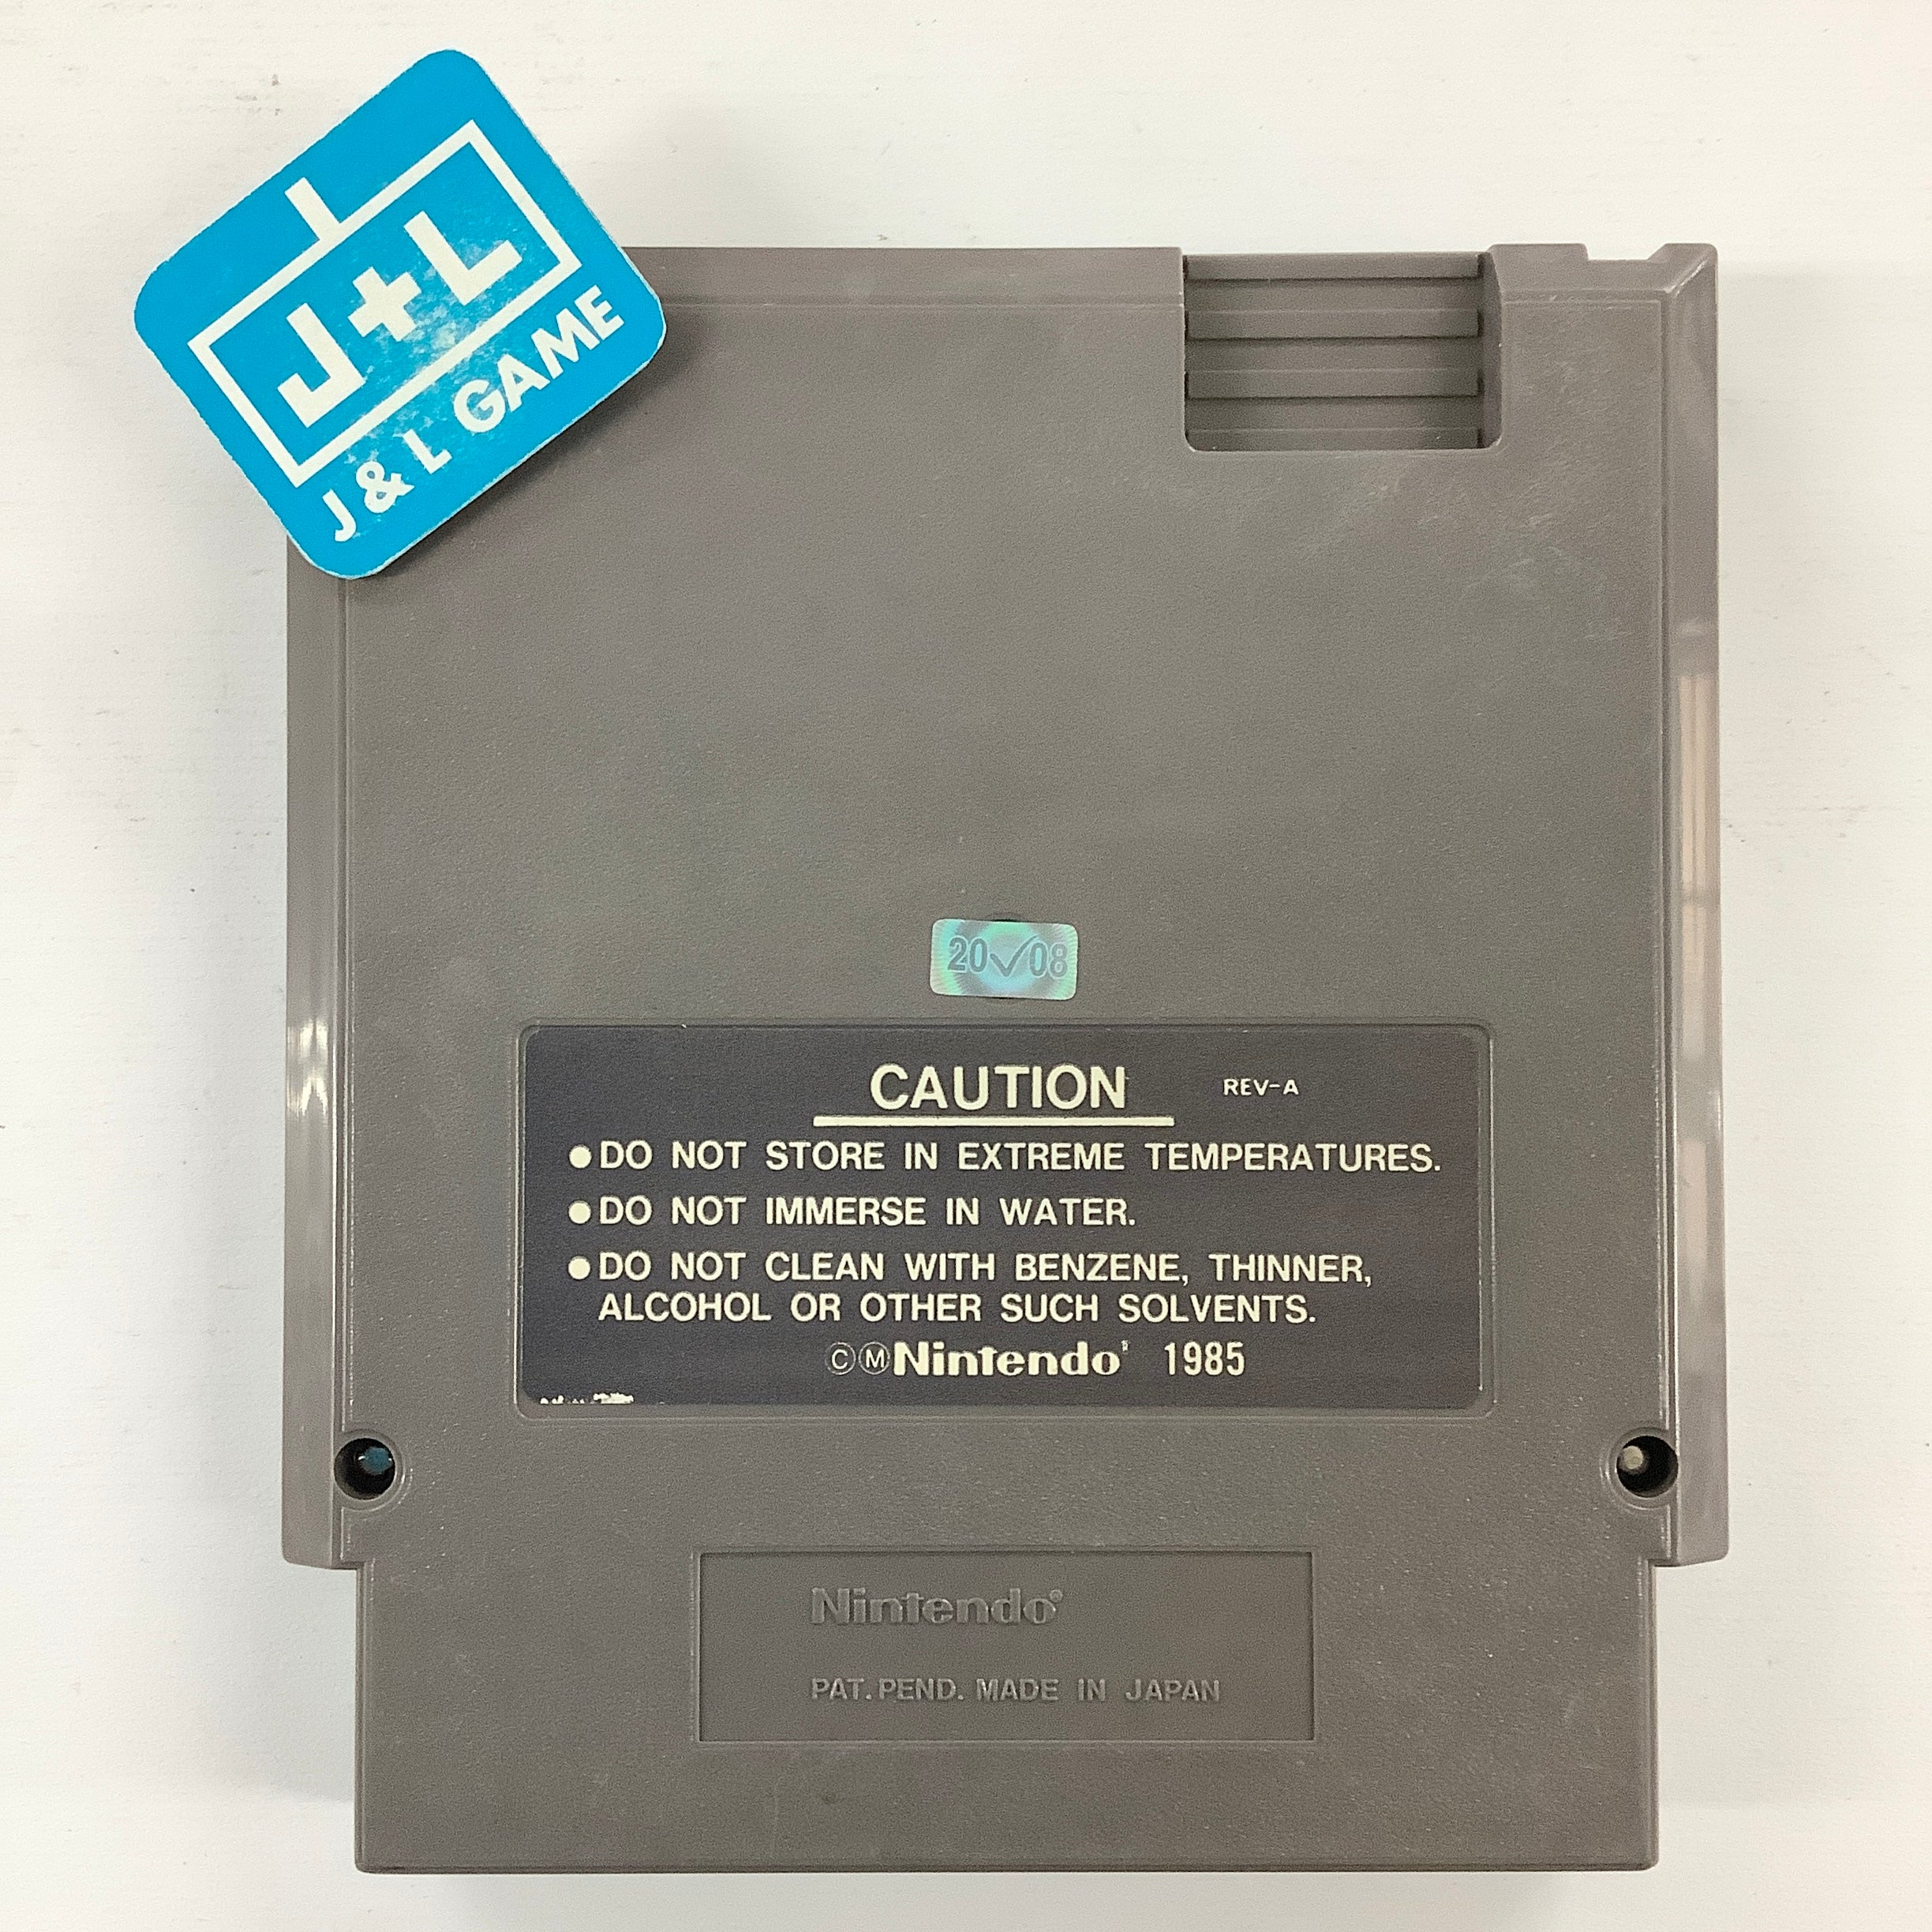 J+L
J & L GAME
20✓08
CAUTION REV-A
●DO NOT STORE IN EXTREME TEMPERATURES.
●DO NOT IMMERSE IN WATER.
●DO NOT CLEAN WITH BENZENE, THINNER,
ALCOHOL OR OTHER SUCH SOLVENTS.
©ⓂNintendo® 1985
Nintendo®
PAT. PEND. MADE IN JAPAN